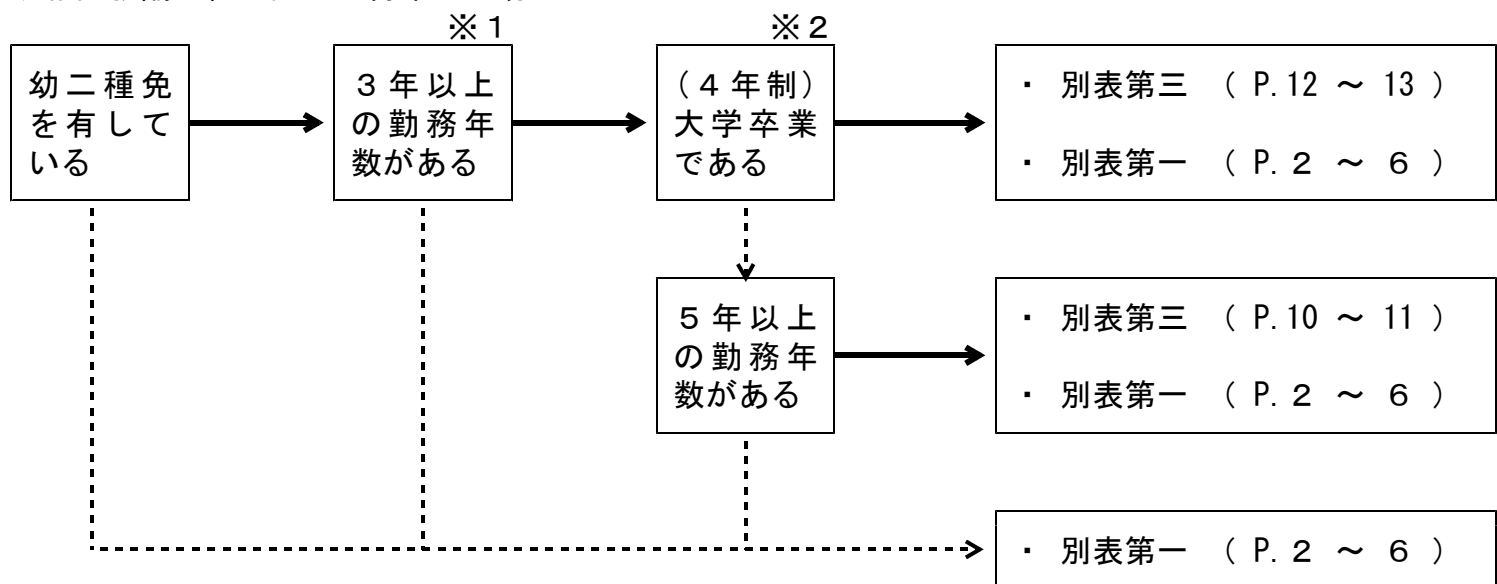 ※１
※２
幼二種免
を有して
いる
３年以上
の勤務年
数がある
（４年制）
大学卒業
である
・ 別表第三 （ P.12 ～ 13 ）
・ 別表第一 （ P.２ ～ ６ ）
５年以上
の勤務年
数がある
・ 別表第三 （ P.10 ～ 11 ）
・ 別表第一 （ P.２ ～ ６ ）
・ 別表第一 （ P.２ ～ ６ ）